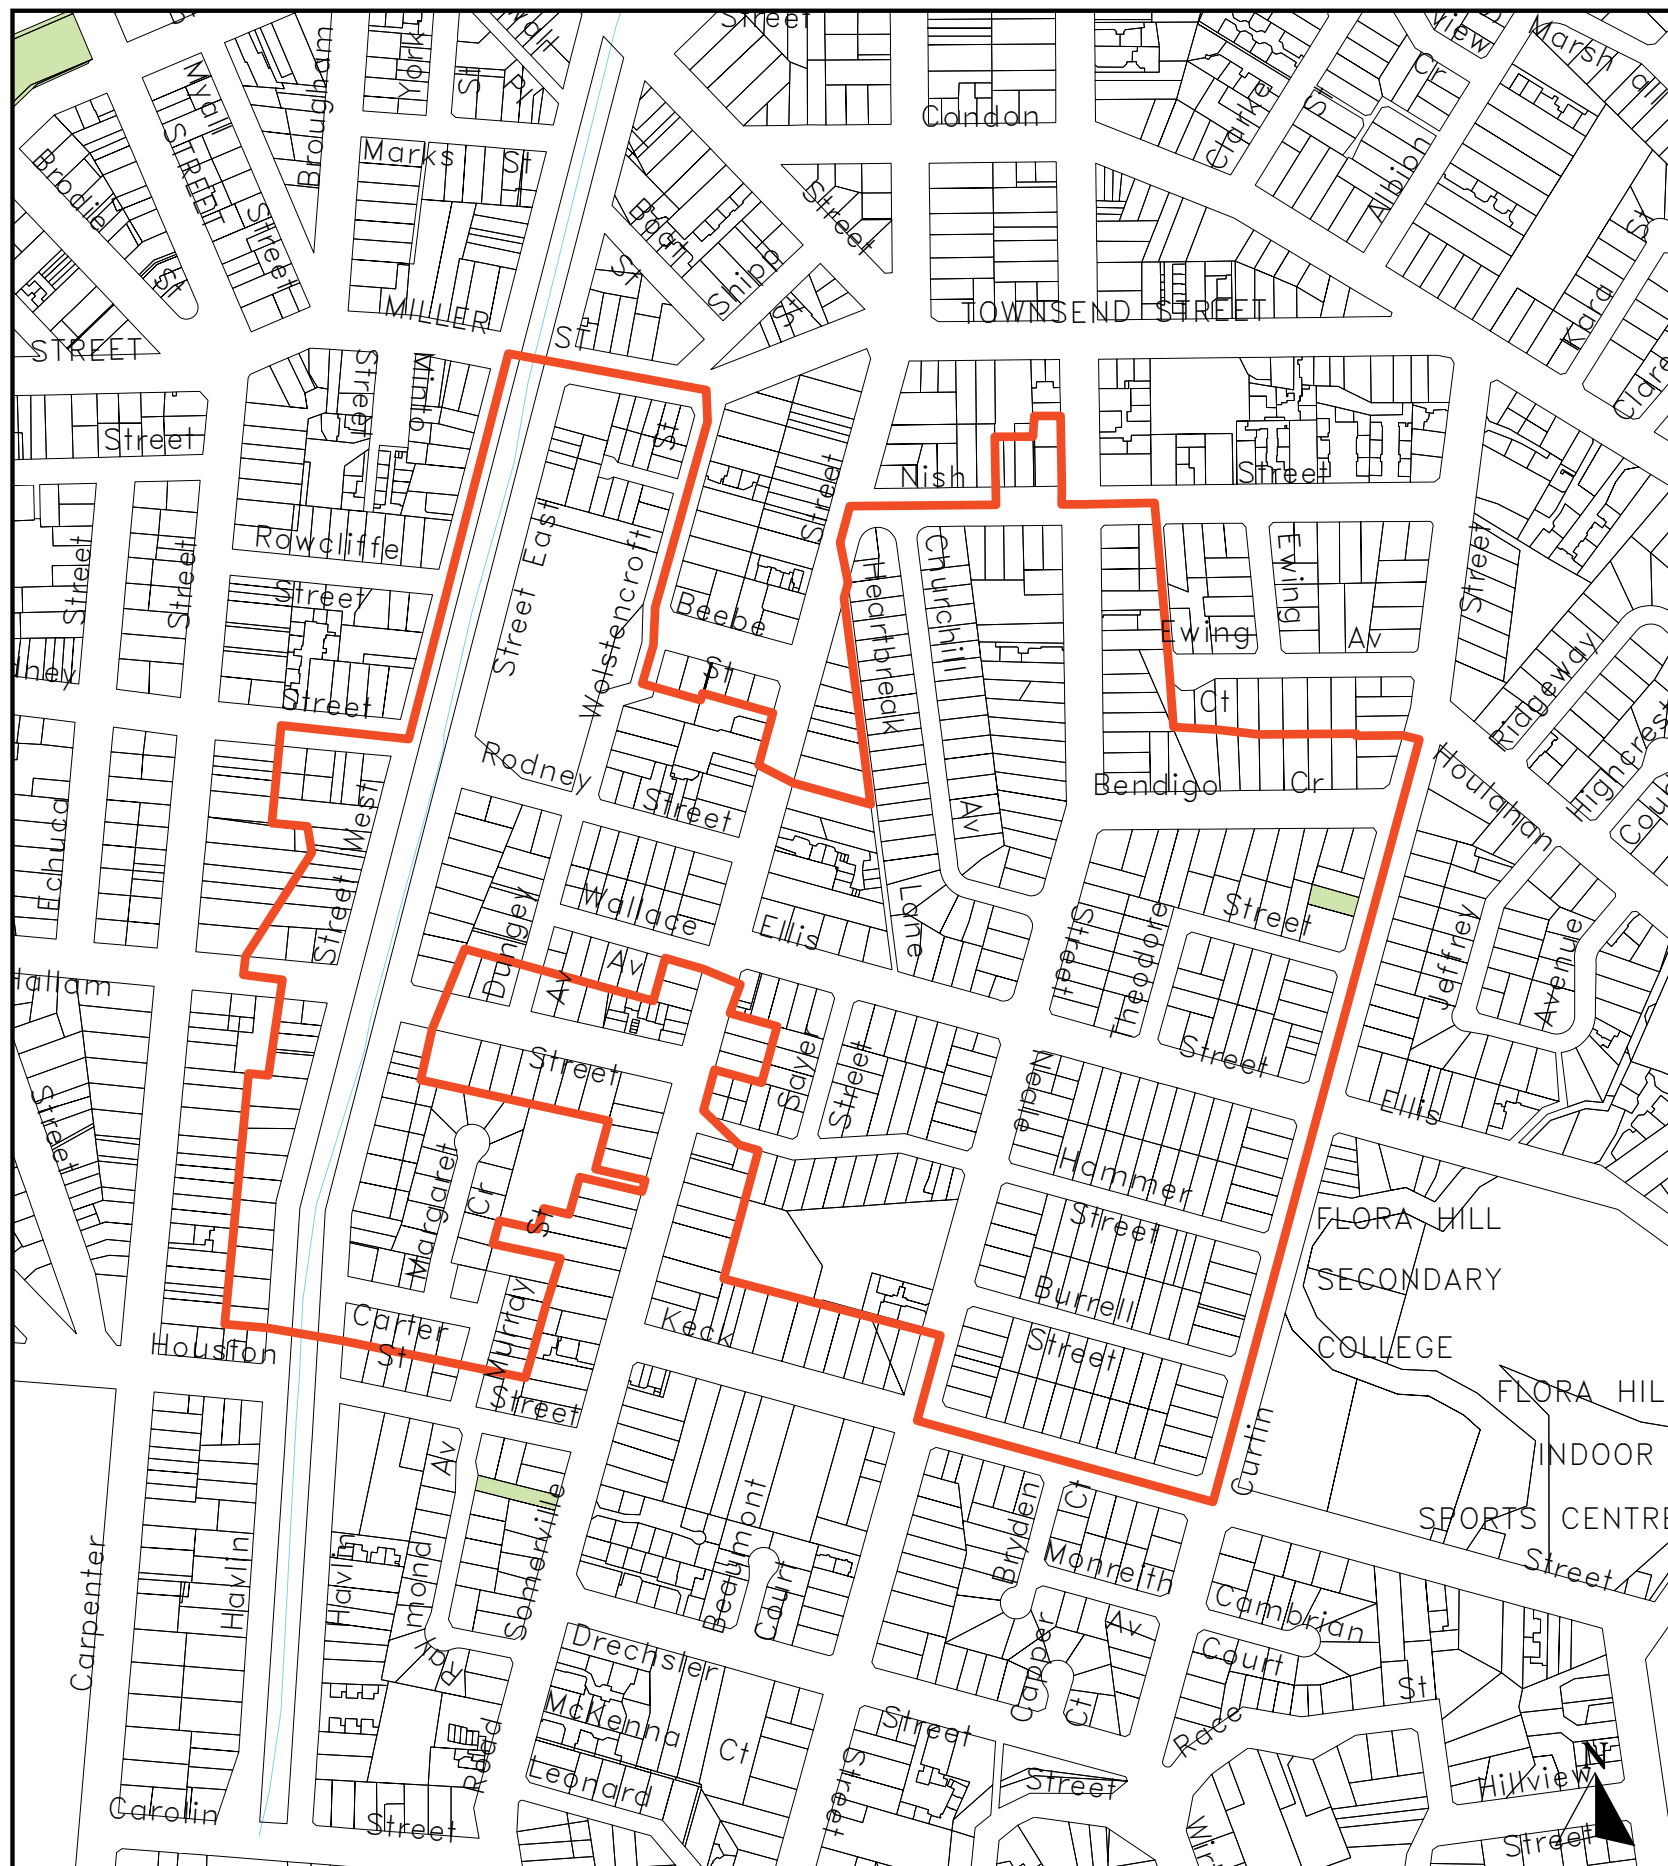 Street
View
Marsh
all
York
St
Py
Brougham
Myall
STREET
Street
Condon
Clarke
St
Cr
Albion
Marks St
Brodie
St
Boat
Shipp
St
Street
St
Kara
St
MILLER
ST
TOWNSEND STREET
STREET
Street
Minto
Street
St
Street
Nish
Street
Street
Street
Rowcliffe
Street
Street
Street East
Wolstencroft
Beebe
St
Heartbreak
Lane
Churchill
Av
Ewing
Ewing
Av
Ct
Street
Ridgeway
Highcrest
Houlahan
Rodney
Street
Bendigo Cr
Echuca
Street West
Dungey
Av
Wallace
Av
Ellis
Street
Theodore
Street
Street
Jeffrey
Avenue
Hallam
Street
Street
Sayer
Street
Neale
Ellis
Margaret
Cr
St
Hammer
Street
FLORA HILL
SECONDARY
COLLEGE
Burrell
Street
Houston
Carter
St
Murray
Street
Keck
FLORA HIL
INDOOR
SPORTS CENTRE
Curtin
Street
Carpenter
Havlin
Havlin
Av
mond
Ray
Somerville
Road
Beaumont
Court
Bryden
Ct
Monreith
Av
Cambrian
Court
St
Race
Drechsler
Street
McKenna
Ct
Leonard
Street
Street
Capper
Ct
Carolin
Street
Hillview
Street
N